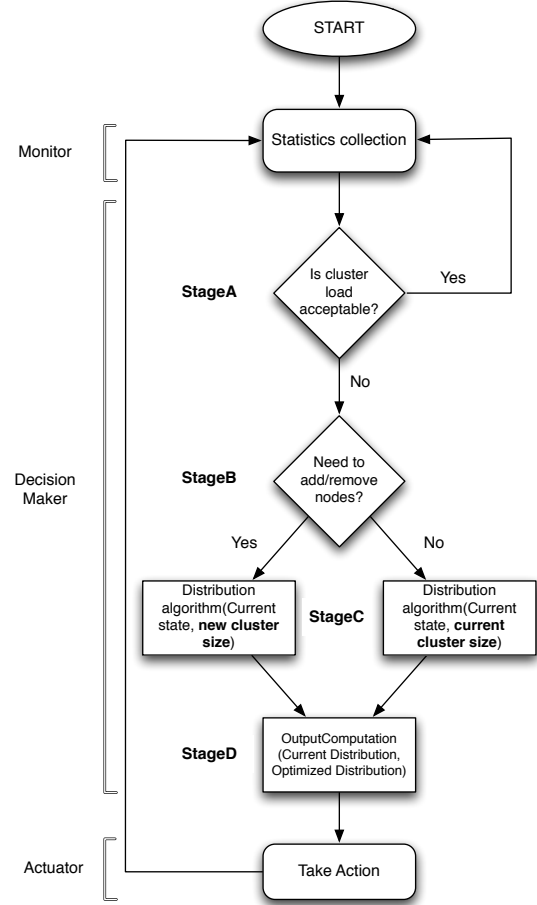 START
Monitor
Statistics collection
StageA
Is cluster
load
acceptable?
Yes
No
Decision
Maker
StageB
Need to
add/remove
nodes?
Yes
No
Distribution
algorithm(Current
state, new cluster
size)
StageC
Distribution
algorithm(Current
state, current
cluster size)
StageD
OutputComputation
(Current Distribution,
Optimized Distribution)
Actuator
Take Action